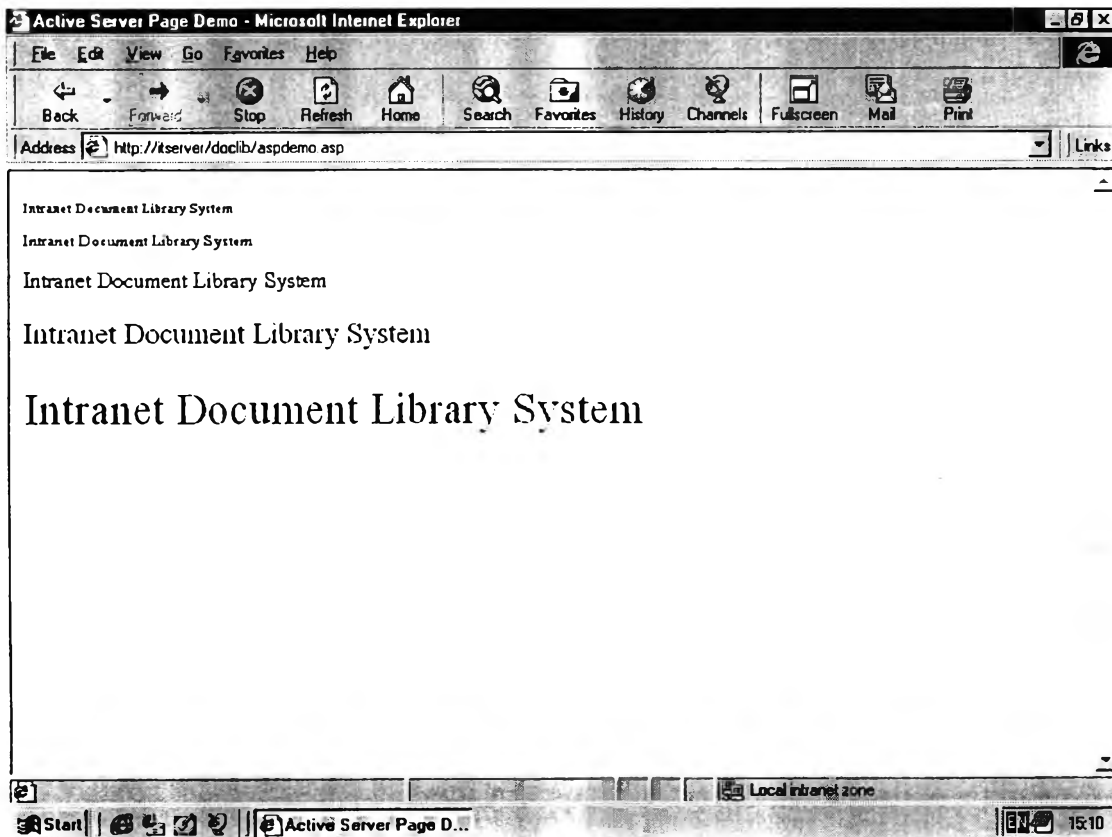 Active Server Page Demo - Microsoft Internet Explorer
File Edit View Go Favorites Help
Back Forward Stop Refresh Home Search Favorites History Channels Fullscreen Mail Print
Address http://itserver/doclib/aspdemo.asp Links
Intranet Document Library System
Intranet Document Library System
Intranet Document Library System
Intranet Document Library System
Intranet Document Library System
Local intranet zone
Start Active Server Page D... EN 15:10